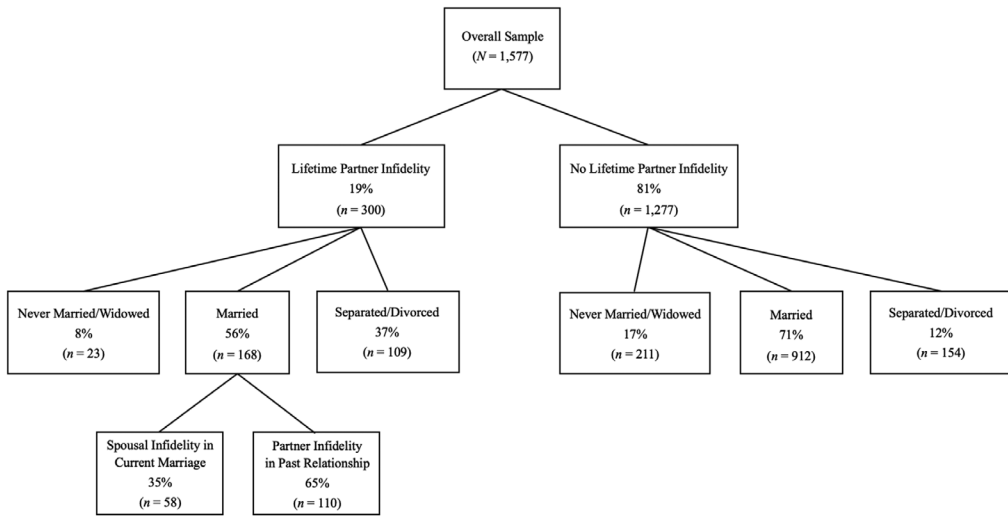 Overall Sample
(N = 1,577)
Lifetime Partner Infidelity
19%
(n = 300)
No Lifetime Partner Infidelity
81%
(n = 1,277)
Never Married/Widowed
8%
(n = 23)
Married
56%
(n = 168)
Separated/Divorced
37%
(n = 109)
Never Married/Widowed
17%
(n = 211)
Married
71%
(n = 912)
Separated/Divorced
12%
(n = 154)
Spousal Infidelity in
Current Marriage
35%
(n = 58)
Partner Infidelity
in Past Relationship
65%
(n = 110)